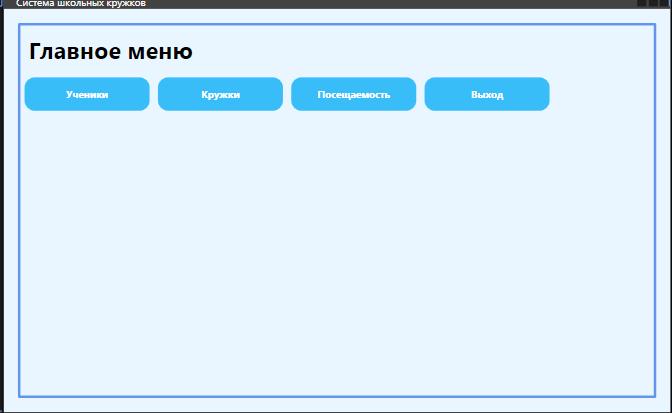 Система школьных кружков
Главное меню
Ученики Кружки Посещаемость Выход